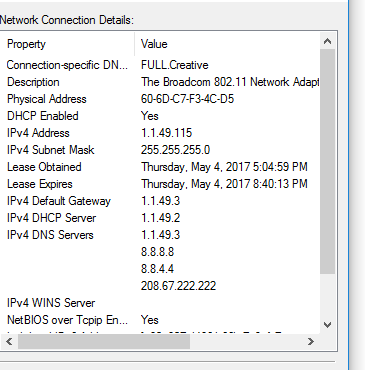 Network Connection Details:
Property Value
Connection-specific DN... FULL.Creative
Description The Broadcom 802.11 Network Adapt
Physical Address 60-6D-C7-F3-4C-D5
DHCP Enabled Yes
IPv4 Address 1.1.49.115
IPv4 Subnet Mask 255.255.255.0
Lease Obtained Thursday, May 4, 2017 5:04:59 PM
Lease Expires Thursday, May 4, 2017 8:40:13 PM
IPv4 Default Gateway 1.1.49.3
IPv4 DHCP Server 1.1.49.2
IPv4 DNS Servers 1.1.49.3
8.8.8.8
8.8.4.4
208.67.222.222
IPv4 WINS Server
NetBIOS over Tcpip En... Yes